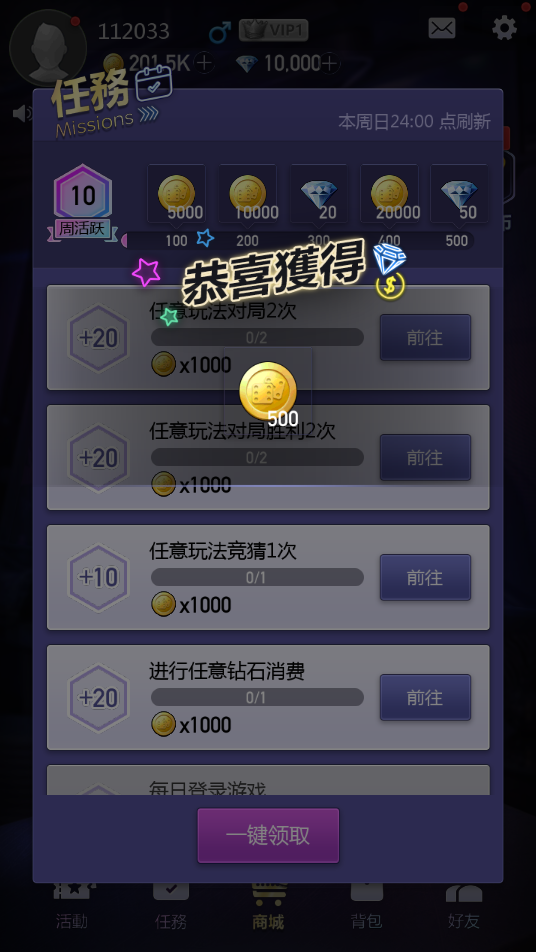 112033
VIP1
201.5K
10,000
任務
Missions
本周日24:00 点刷新
10
周活跃
5000 10000 20 20000 50
100 200 300 400 500
恭喜獲得
任意玩法对局2次
+20
0/2
前往
x1000
500
任意玩法对局胜利2次
+20
0/2
前往
x1000
任意玩法竞猜1次
+10
0/1
前往
x1000
进行任意钻石消费
+20
0/1
前往
x1000
每日登录游戏
一键领取
活動 任務 商城 背包 好友